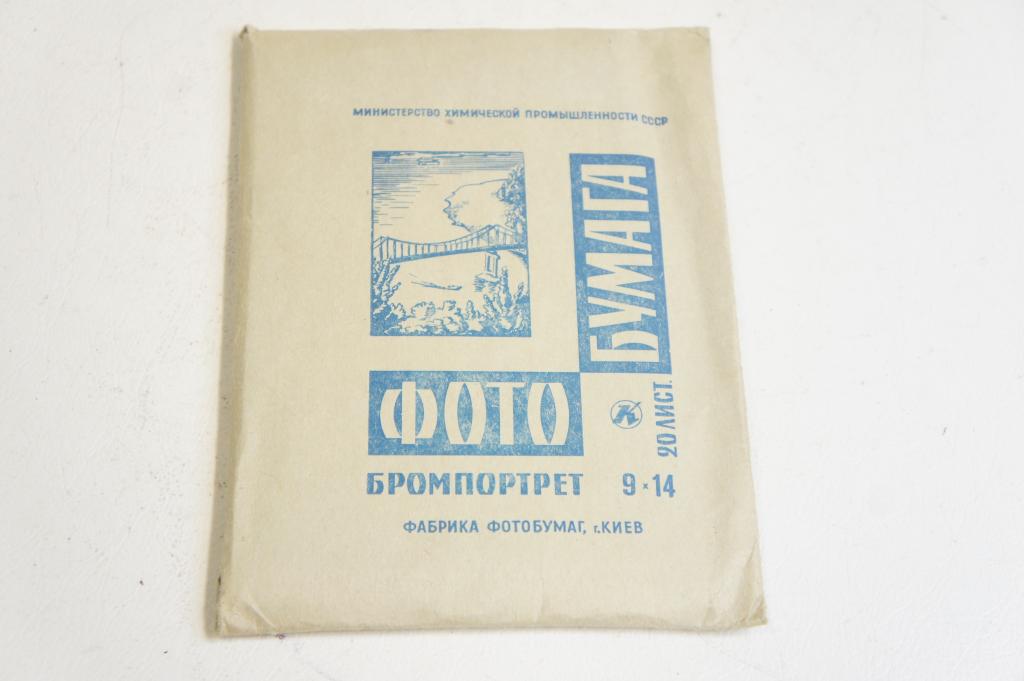 МИНИСТЕРСТВО ХИМИЧЕСКОЙ ПРОМЫШЛЕННОСТИ СССР
ФОТО
БУМАГА
20 ЛИСТ.
БРОМПОРТРЕТ 9×14
ФАБРИКА ФОТОБУМАГ, г.КИЕВ